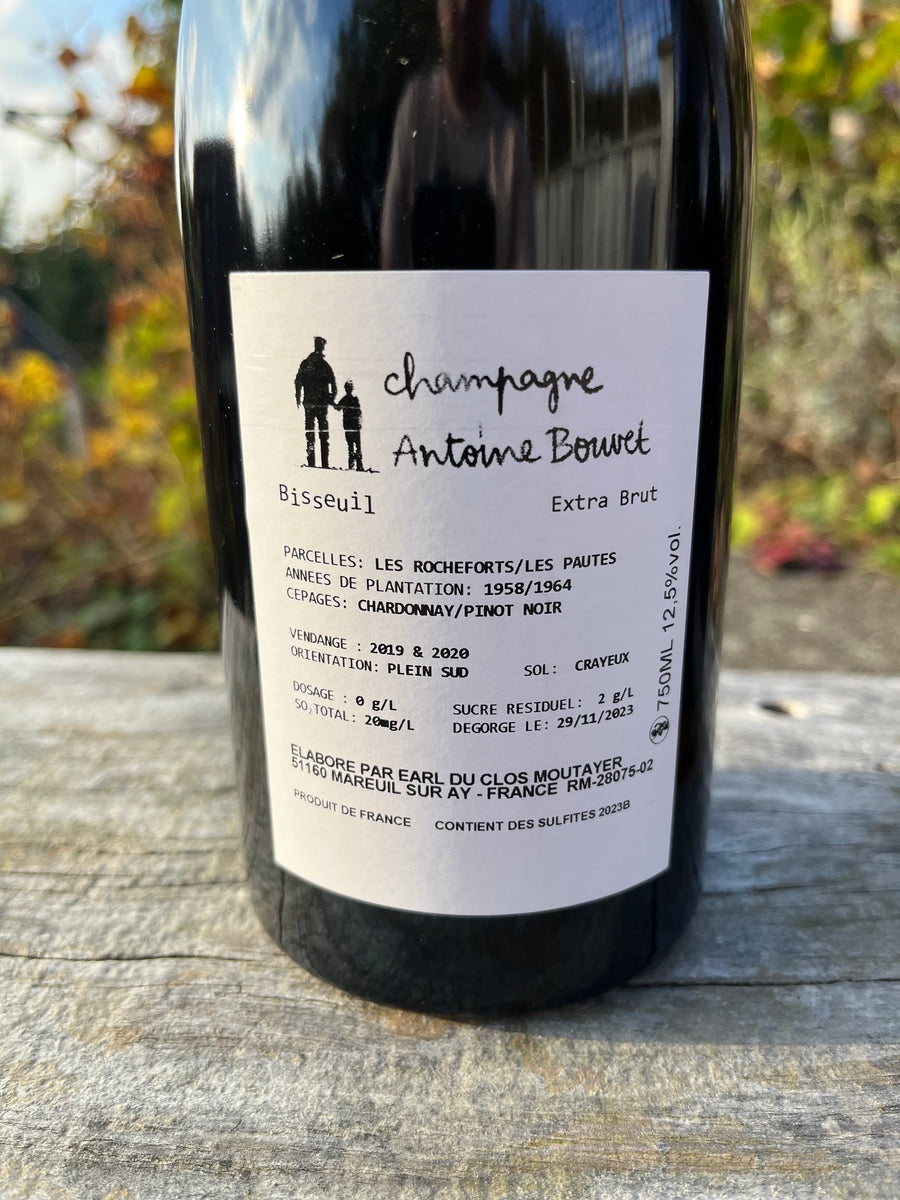 champagne
Antoine Bouvet
Bisseuil Extra Brut
PARCELLES: LES ROCHEFORTS/LES PAUTES
ANNEES DE PLANTATION: 1958/1964
CEPAGES: CHARDONNAY/PINOT NOIR
VENDANGE : 2019 & 2020
ORIENTATION: PLEIN SUD SOL: CRAYEUX
DOSAGE : 0 g/L SUCRE RESIDUEL: 2 g/L
SO₂TOTAL: 20mg/L DEGORGE LE: 29/11/2023
ELABORE PAR EARL DU CLOS MOUTAYER
51160 MAREUIL SUR AY - FRANCE RM-28075-02
PRODUIT DE FRANCE CONTIENT DES SULFITES 2023B
750ML 12,5%vol.